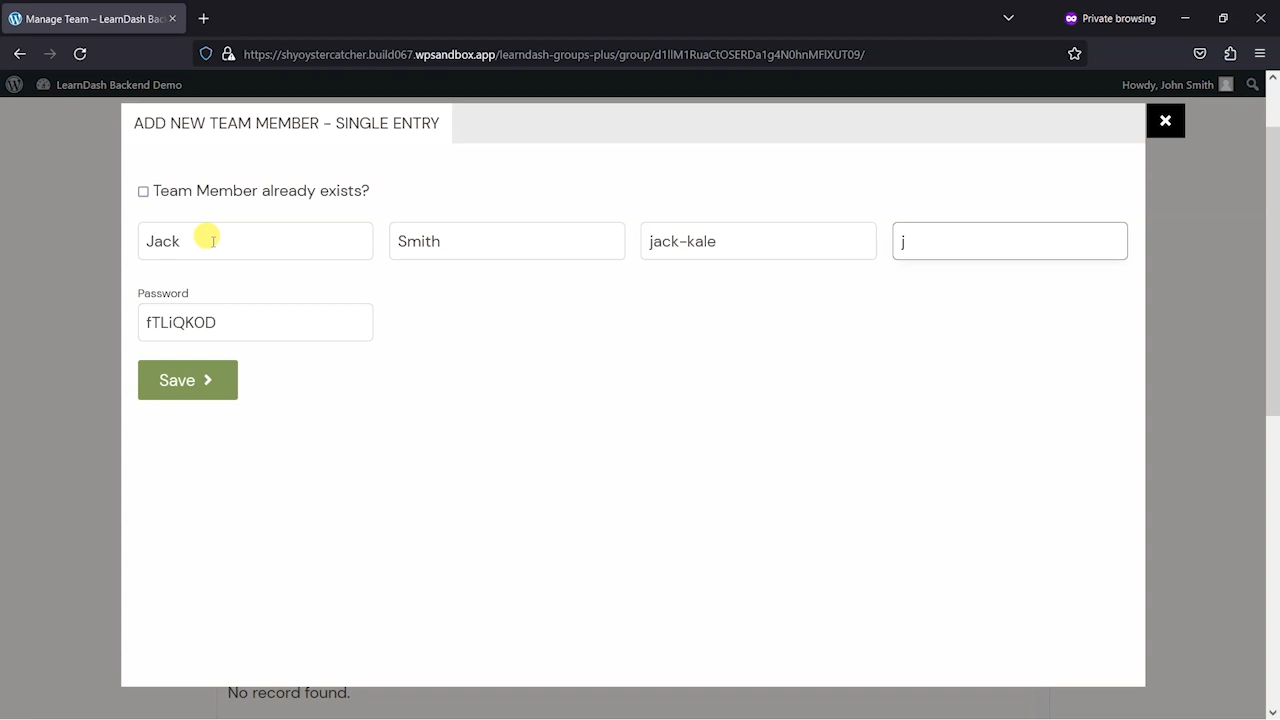 Manage Team – LearnDash Bac
Private browsing
https://shyoystercatcher.build067.wpsandbox.app/learndash-groups-plus/group/d1lIM1RuaCtOSERDa1g4N0hnMFlXUT09/
LearnDash Backend Demo
Howdy, John Smith
ADD NEW TEAM MEMBER – SINGLE ENTRY
Team Member already exists?
Jack
Smith
jack-kale
j
Password
fTLiQK0D
Save
No record found.